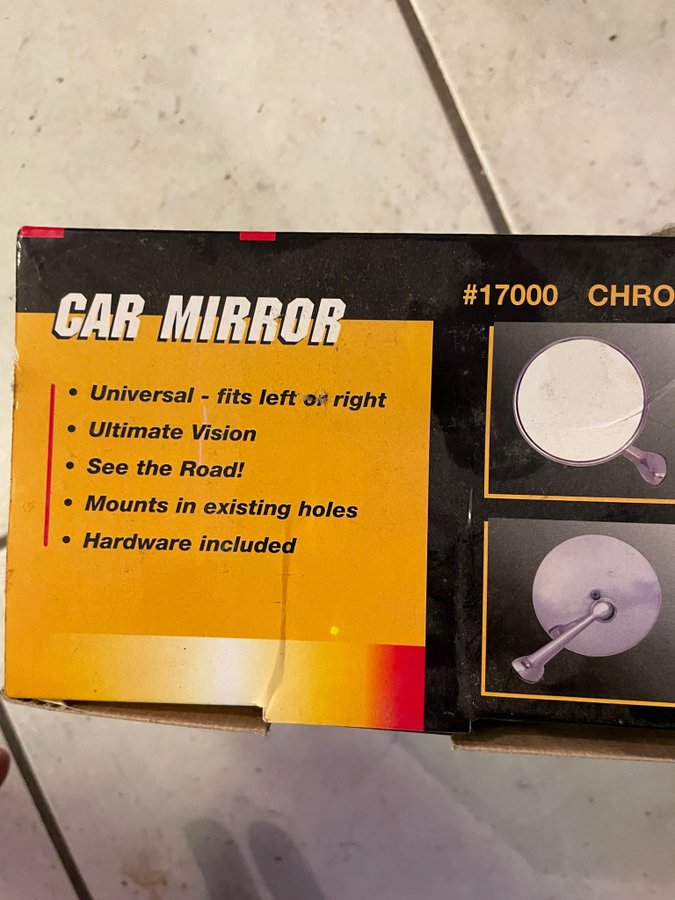 CAR MIRROR
• Universal - fits left or right
• Ultimate Vision
• See the Road!
• Mounts in existing holes
• Hardware included
#17000 CHRO